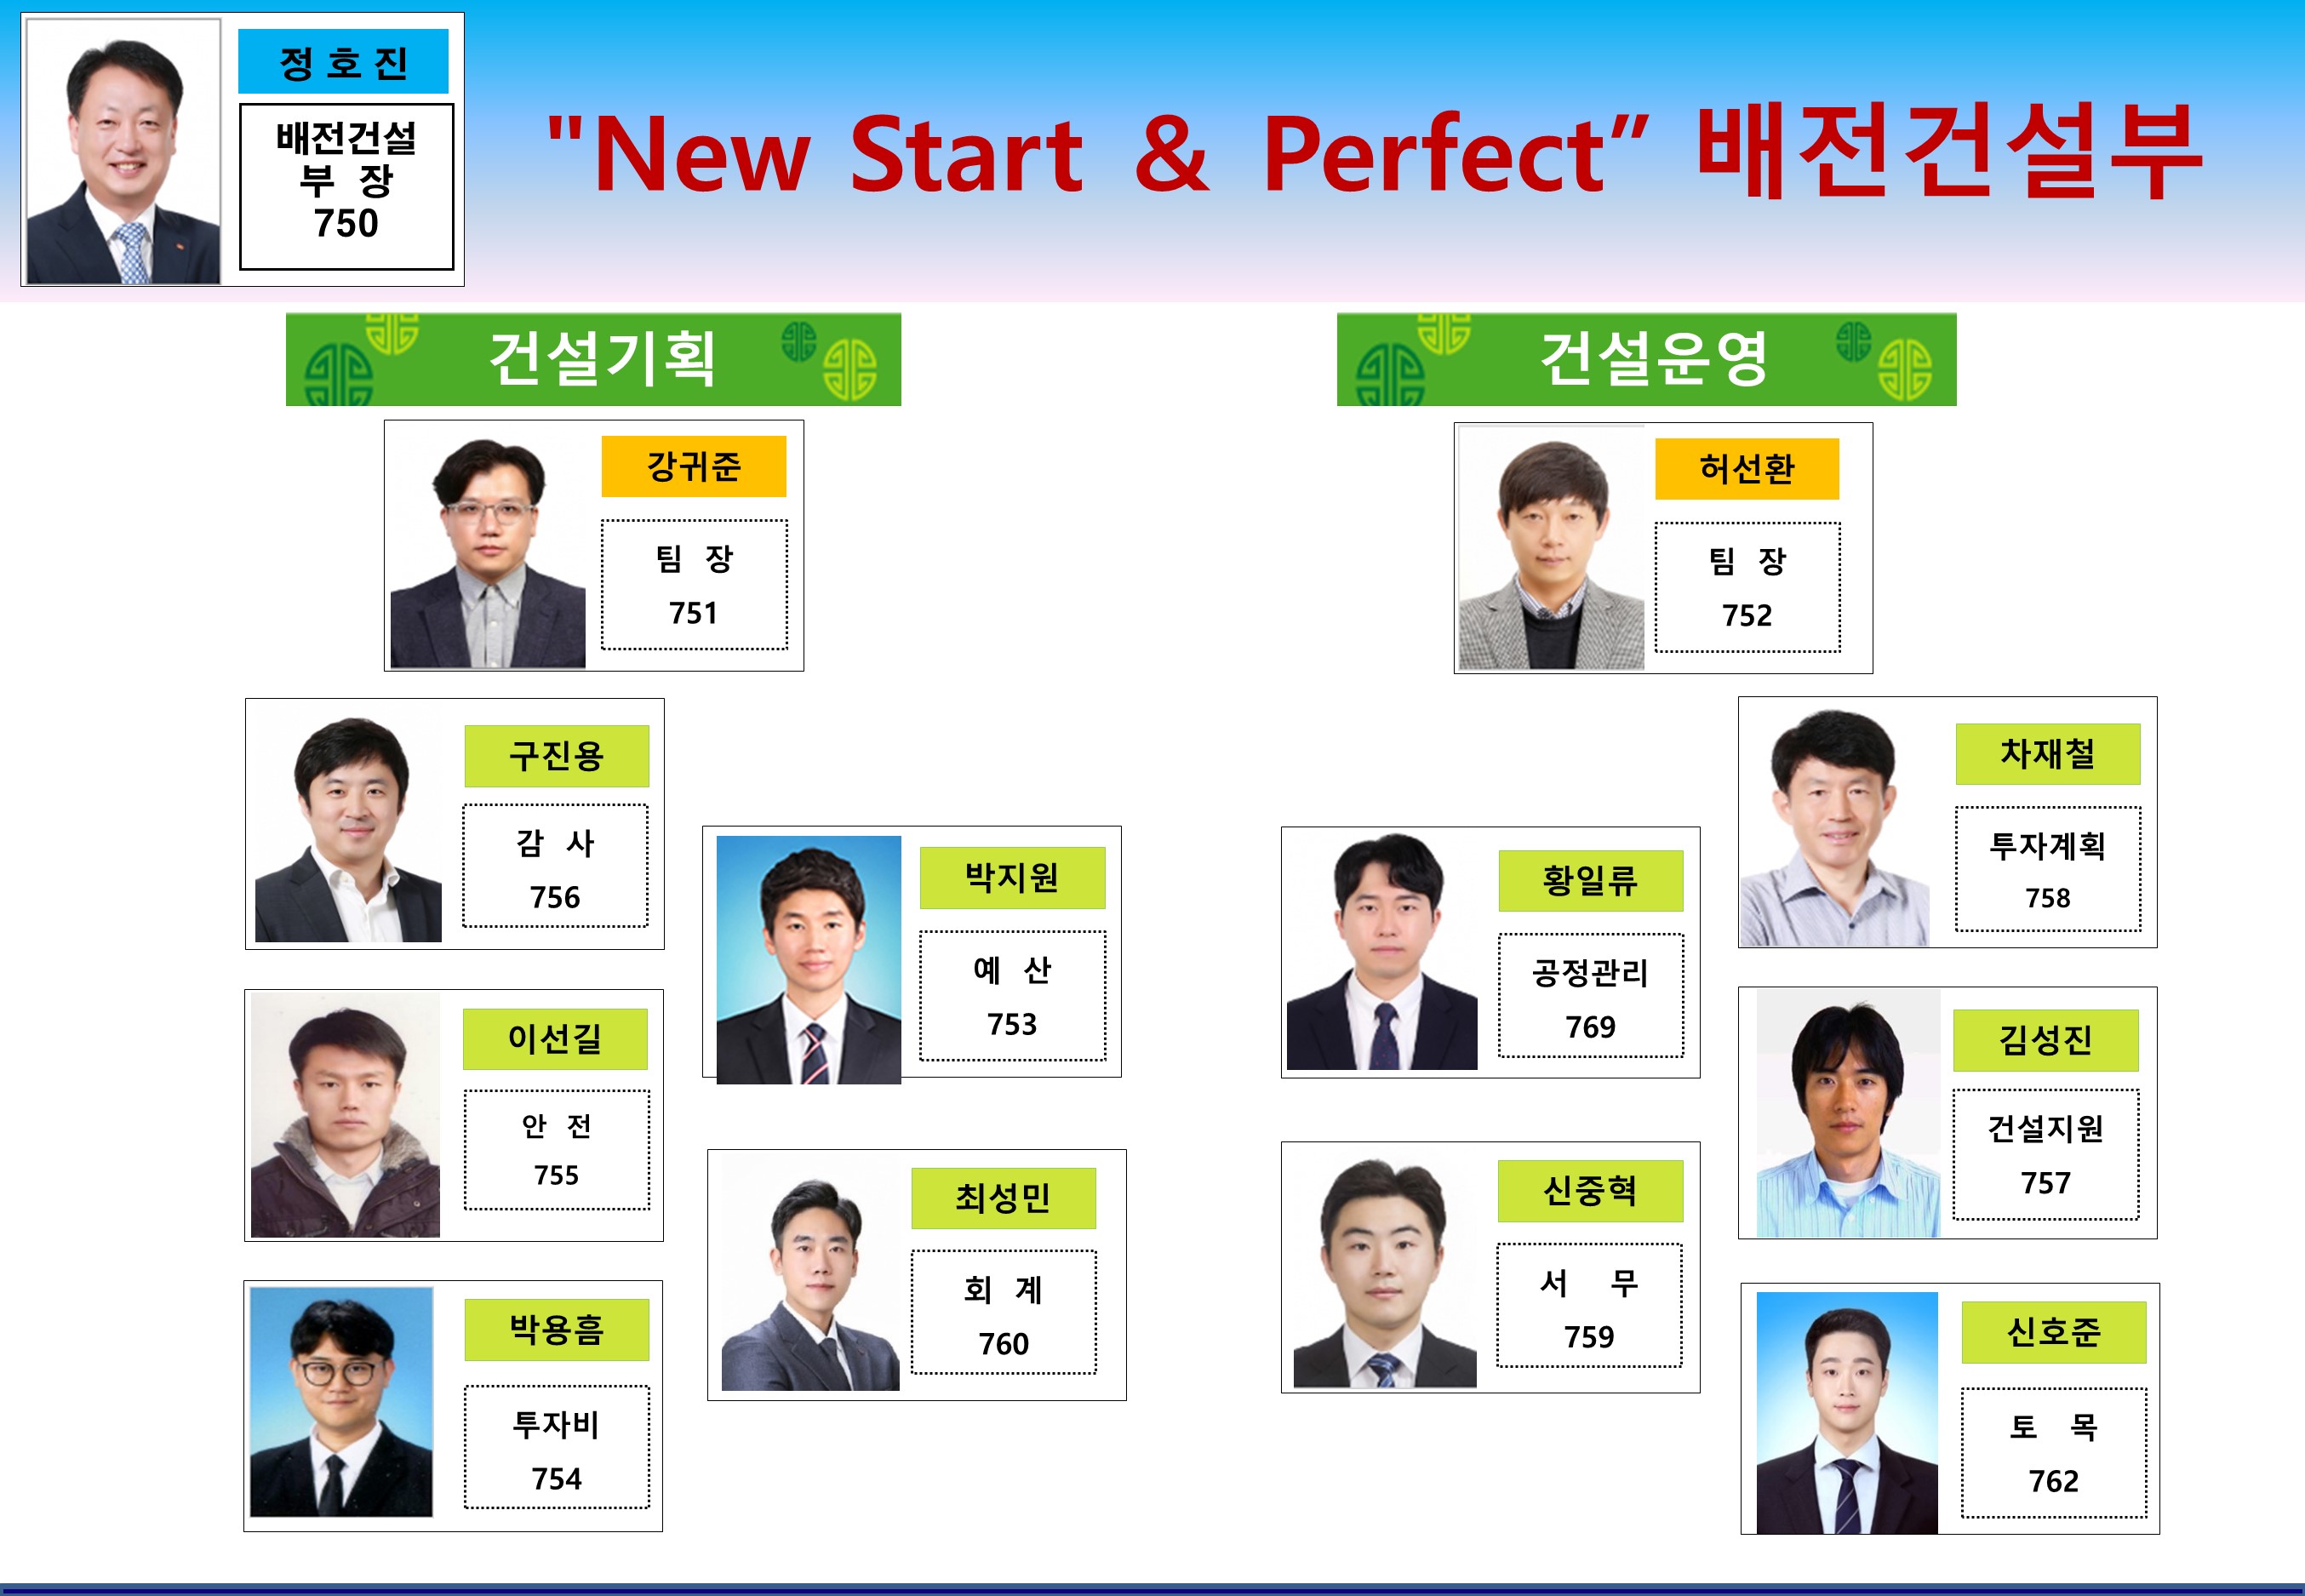 정 호 진
배전건설
부 장
750
"New Start & Perfect” 배전건설부
건설기획
강귀준
팀 장
751
구진용
감 사
756
박지원
예 산
753
이선길
안 전
755
최성민
회 계
760
박용흠
투자비
754
건설운영
허선환
팀 장
752
차재철
투자계획
758
황일류
공정관리
769
김성진
건설지원
757
신중혁
서 무
759
신호준
토 목
762